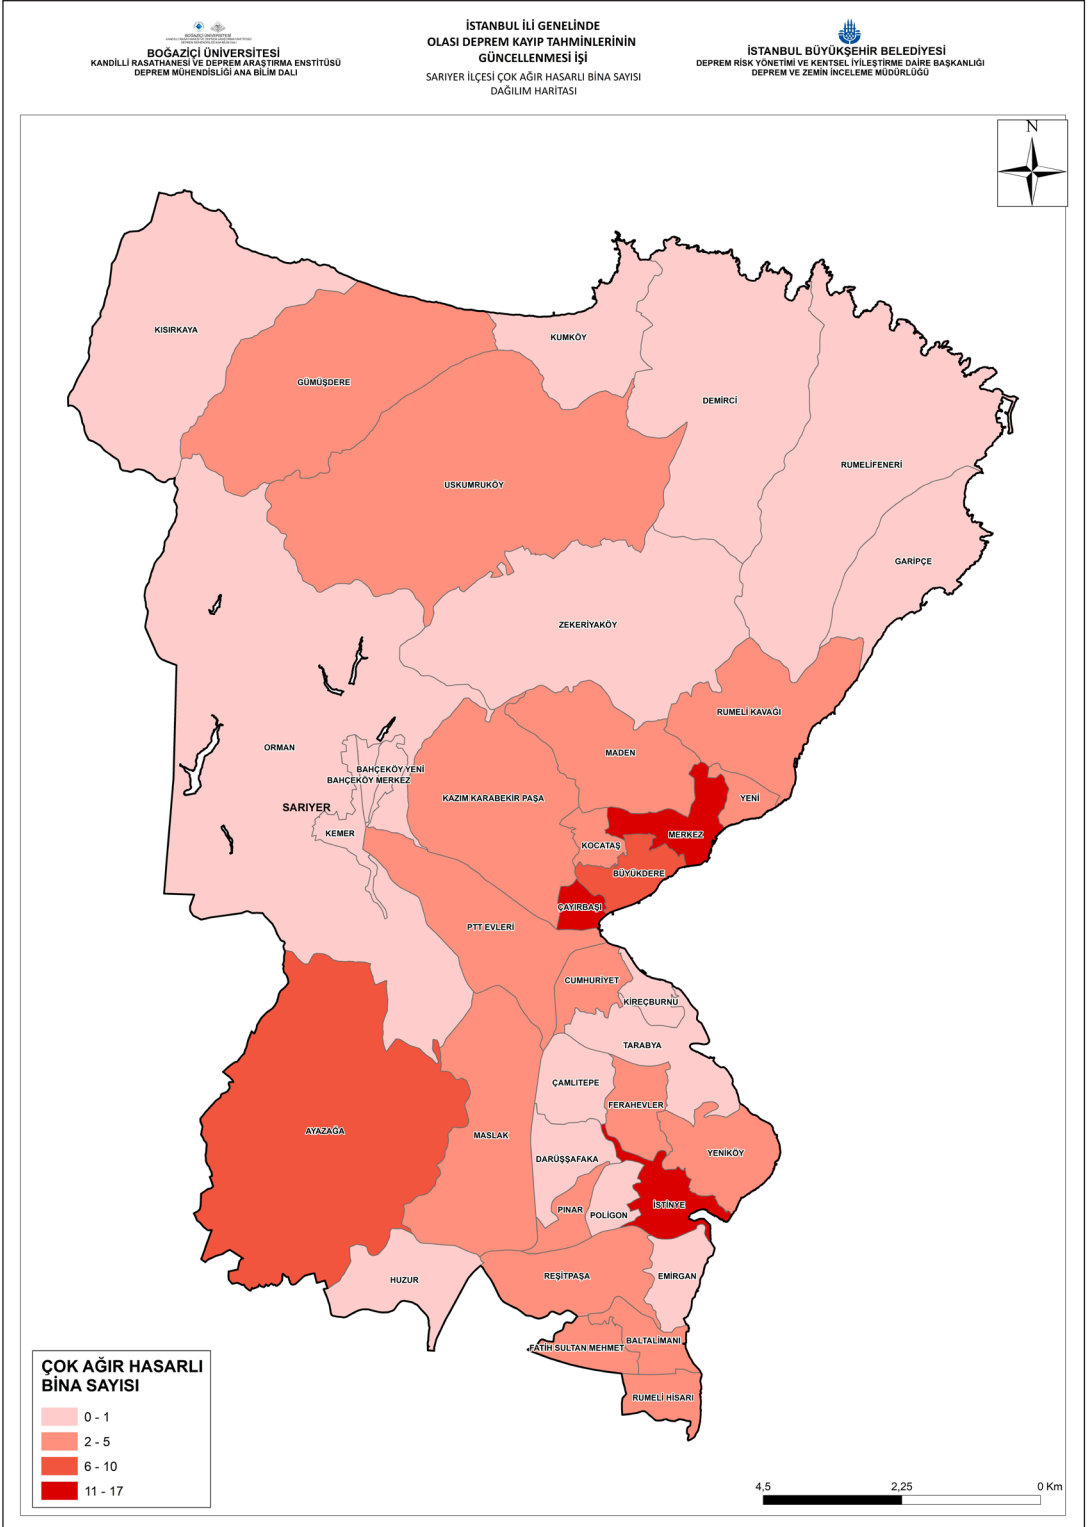 BOĞAZİÇİ ÜNİVERSİTESİ
KANDİLLİ RASATHANESİ VE DEPREM ARAŞTIRMA ENSTİTÜSÜ
DEPREM MÜHENDİSLİĞİ ANA BİLİM DALI
İSTANBUL İLİ GENELİNDE
OLASI DEPREM KAYIP TAHMİNLERİNİN
GÜNCELLENMESİ İŞİ
SARIYER İLÇESİ ÇOK AĞIR HASARLI BİNA SAYISI
DAĞILIM HARİTASI
İSTANBUL BÜYÜKŞEHİR BELEDİYESİ
DEPREM RİSK YÖNETİMİ VE KENTSEL İYİLEŞTİRME DAİRE BAŞKANLIĞI
DEPREM VE ZEMİN İNCELEME MÜDÜRLÜĞÜ
N
KISIRKAYA
KUMKÖY
GÜMÜŞDERE
DEMİRCİ
RUMELİFENERİ
USKUMRUKÖY
GARİPÇE
ZEKERİYAKÖY
RUMELİ KAVAĞI
ORMAN
MADEN
BAHÇEKÖY YENİ
BAHÇEKÖY MERKEZ
KAZIM KARABEKİR PAŞA
YENİ
SARIYER
KEMER
MERKEZ
KOCATAŞ
BÜYÜKDERE
ÇAYIRBAŞI
PTT EVLERİ
CUMHURİYET
KİREÇBURNU
TARABYA
ÇAMLITEPE
FERAHEVLER
AYAZAĞA
MASLAK
YENİKÖY
DARÜŞŞAFAKA
İSTİNYE
PINAR
POLİGON
HUZUR
REŞİTPAŞA
EMİRGAN
BALTALİMANI
FATİH SULTAN MEHMET
RUMELİ HİSARI
ÇOK AĞIR HASARLI
BİNA SAYISI
0 - 1
2 - 5
6 - 10
11 - 17
4,5 2,25 0 Km